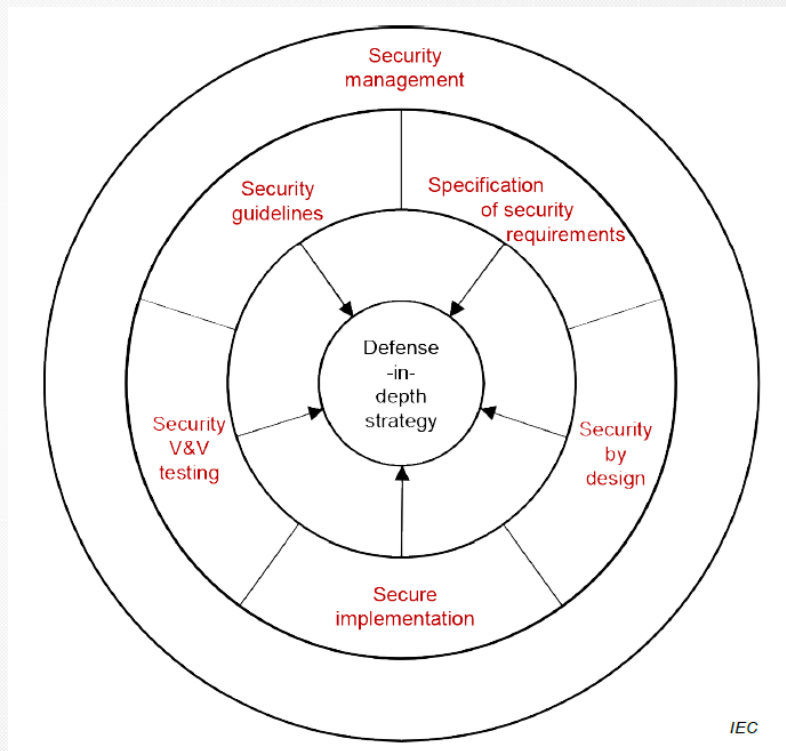 Security
management
Security
guidelines
Specification
of security
requirements
Defense
-in-
depth
strategy
Security
V&V
testing
Security
by
design
Secure
implementation
IEC